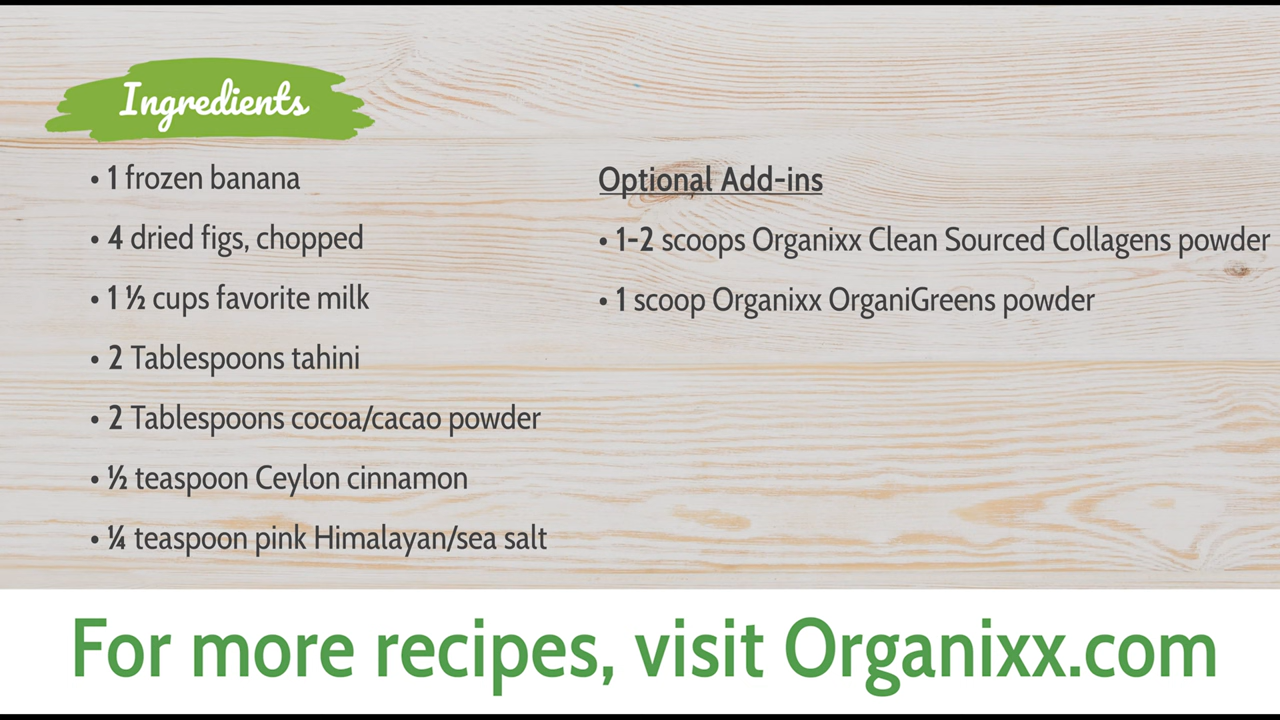 Ingredients
• 1 frozen banana
• 4 dried figs, chopped
• 1 ½ cups favorite milk
• 2 Tablespoons tahini
• 2 Tablespoons cocoa/cacao powder
• ½ teaspoon Ceylon cinnamon
• ¼ teaspoon pink Himalayan/sea salt
Optional Add-ins
• 1-2 scoops Organixx Clean Sourced Collagens powder
• 1 scoop Organixx OrganiGreens powder
For more recipes, visit Organixx.com